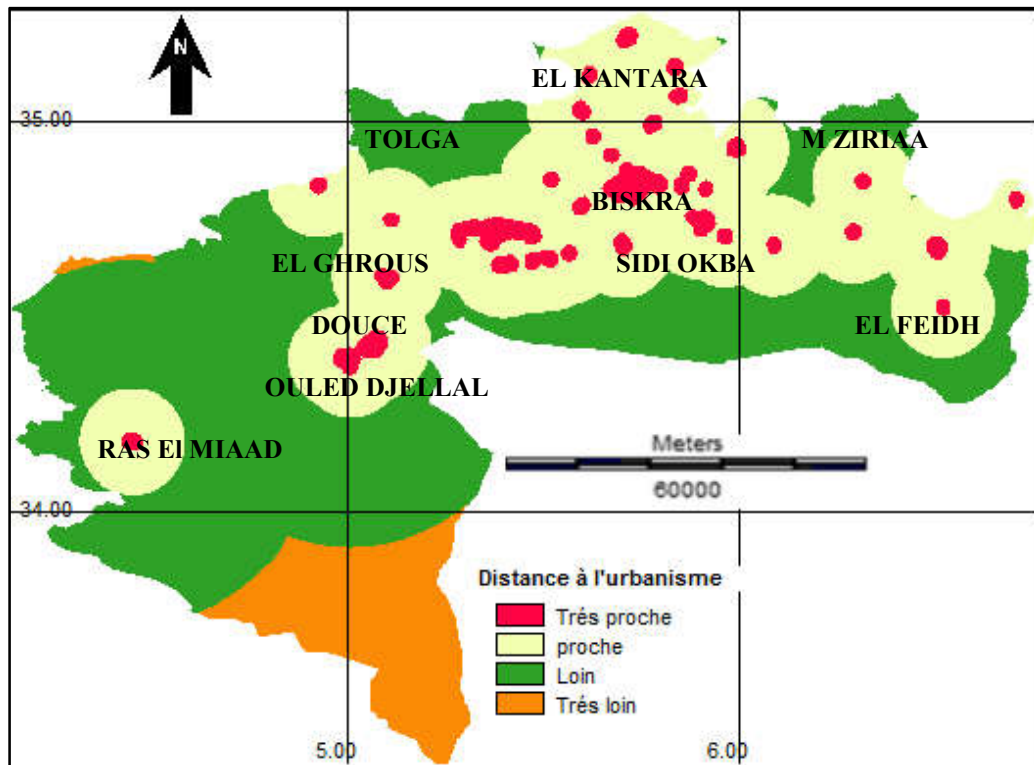 N
EL KANTARA
35.00
TOLGA
M ZIRIAA
BISKRA
EL GHROUS
SIDI OKBA
DOUCE
EL FEIDH
OULED DJELLAL
RAS El MIAAD
Meters
60000
34.00
Distance à l'urbanisme
Trés proche
proche
Loin
Trés loin
5.00
6.00